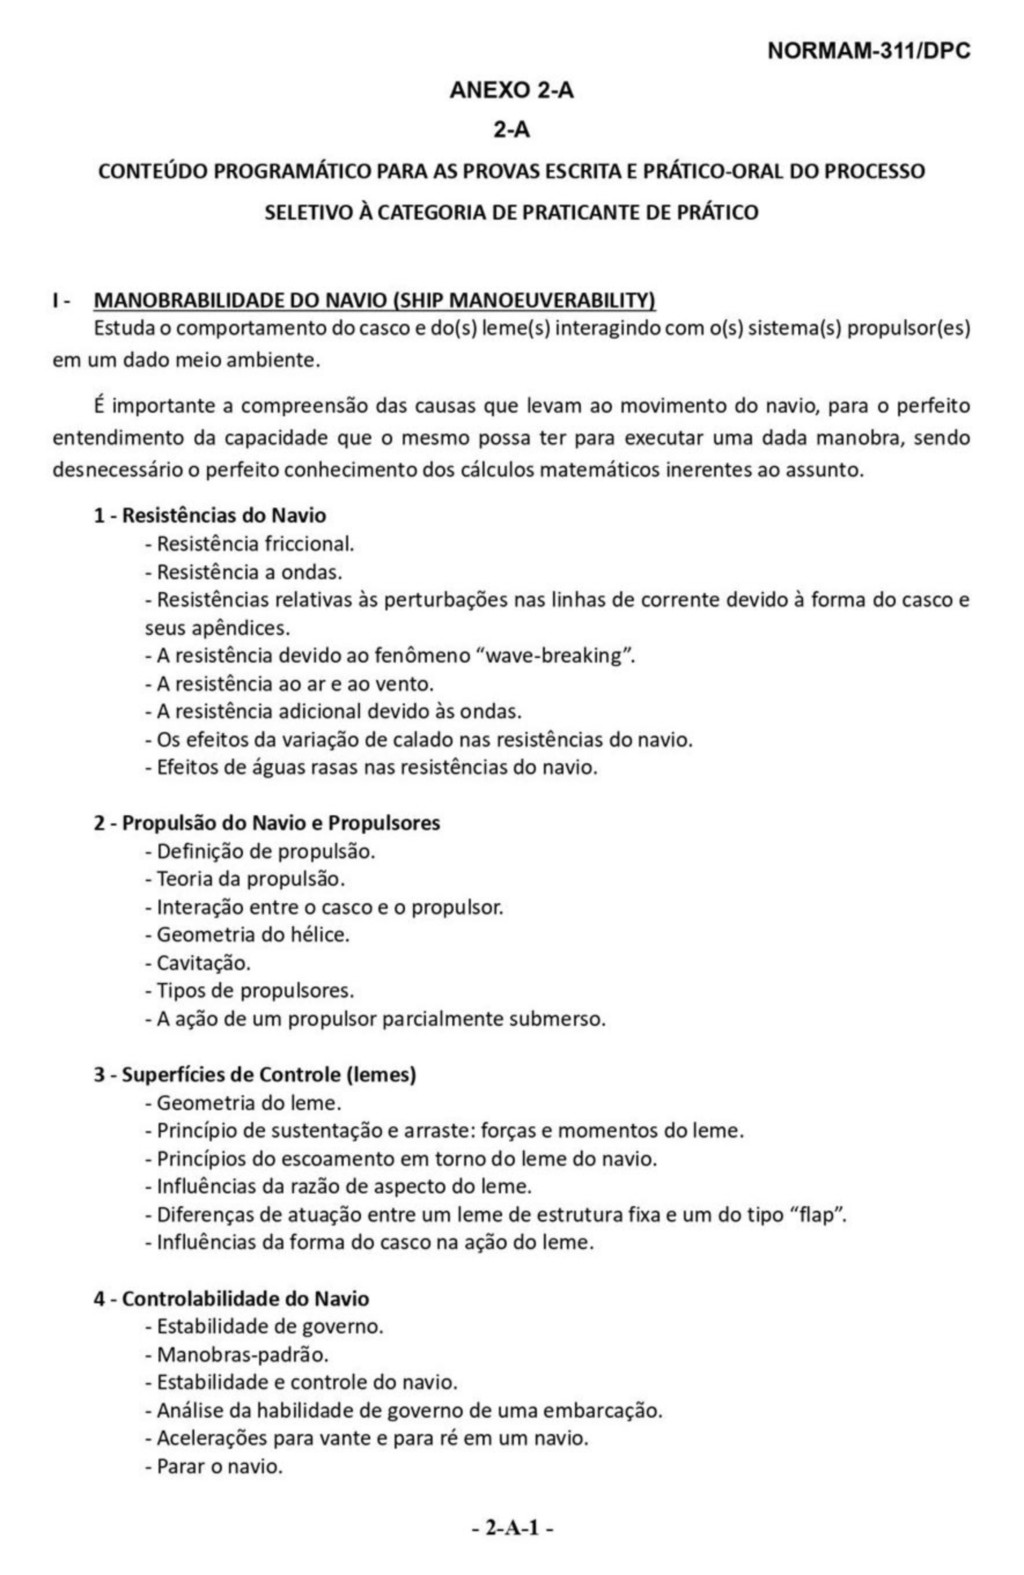 NORMAM-311/DPC
ANEXO 2-A
2-A
CONTEÚDO PROGRAMÁTICO PARA AS PROVAS ESCRITA E PRÁTICO-ORAL DO PROCESSO
SELETIVO À CATEGORIA DE PRATICANTE DE PRÁTICO
I - MANOBRABILIDADE DO NAVIO (SHIP MANOEUVERABILITY)
Estuda o comportamento do casco e do(s) leme(s) interagindo com o(s) sistema(s) propulsor(es)
em um dado meio ambiente.
É importante a compreensão das causas que levam ao movimento do navio, para o perfeito
entendimento da capacidade que o mesmo possa ter para executar uma dada manobra, sendo
desnecessário o perfeito conhecimento dos cálculos matemáticos inerentes ao assunto.
1 - Resistências do Navio
- Resistência friccional.
- Resistência a ondas.
- Resistências relativas às perturbações nas linhas de corrente devido à forma do casco e
seus apêndices.
- A resistência devido ao fenômeno “wave-breaking”.
- A resistência ao ar e ao vento.
- A resistência adicional devido às ondas.
- Os efeitos da variação de calado nas resistências do navio.
- Efeitos de águas rasas nas resistências do navio.
2 - Propulsão do Navio e Propulsores
- Definição de propulsão.
- Teoria da propulsão.
- Interação entre o casco e o propulsor.
- Geometria do hélice.
- Cavitação.
- Tipos de propulsores.
- A ação de um propulsor parcialmente submerso.
3 - Superfícies de Controle (lemes)
- Geometria do leme.
- Princípio de sustentação e arraste: forças e momentos do leme.
- Princípios do escoamento em torno do leme do navio.
- Influências da razão de aspecto do leme.
- Diferenças de atuação entre um leme de estrutura fixa e um do tipo “flap”.
- Influências da forma do casco na ação do leme.
4 - Controlabilidade do Navio
- Estabilidade de governo.
- Manobras-padrão.
- Estabilidade e controle do navio.
- Análise da habilidade de governo de uma embarcação.
- Acelerações para vante e para ré em um navio.
- Parar o navio.
- 2-A-1 -